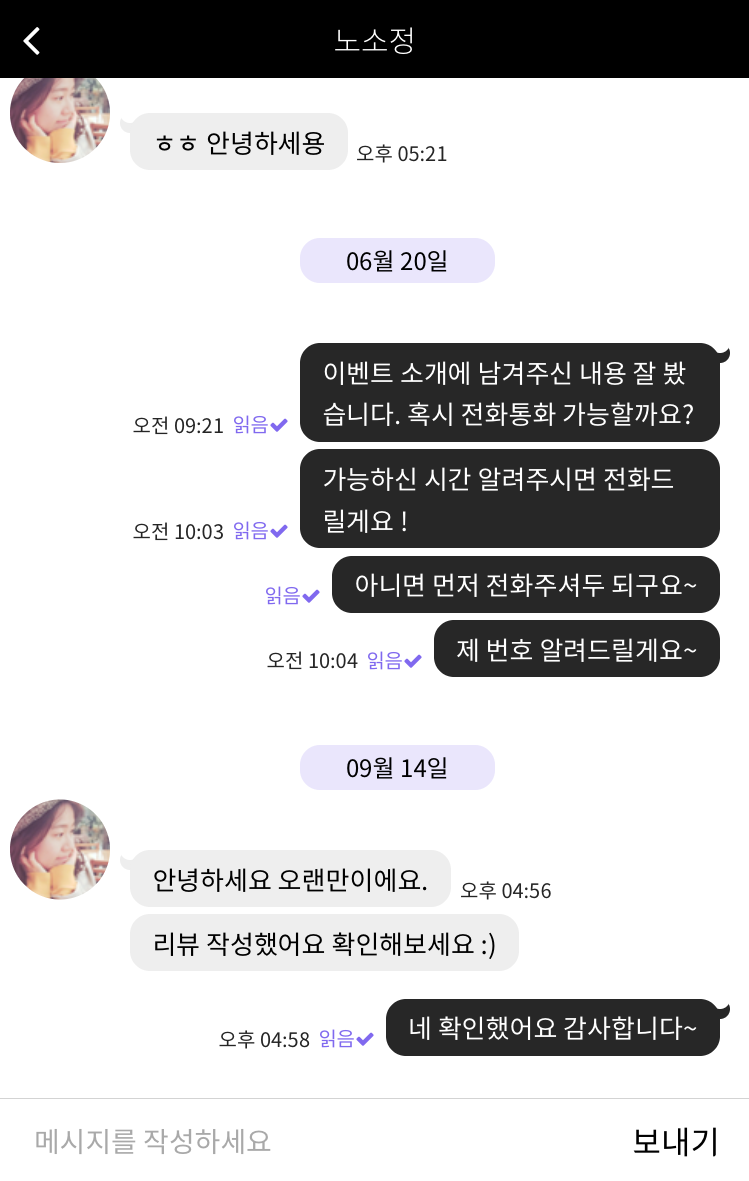 노소정
ㅎㅎ 안녕하세용
오후 05:21
06월 20일
이벤트 소개에 남겨주신 내용 잘 봤
습니다. 혹시 전화통화 가능할까요?
오전 09:21 읽음
가능하신 시간 알려주시면 전화드
릴게요 !
오전 10:03 읽음
아니면 먼저 전화주셔두 되구요~
읽음
제 번호 알려드릴게요~
오전 10:04 읽음
09월 14일
안녕하세요 오랜만이에요.
오후 04:56
리뷰 작성했어요 확인해보세요 :)
네 확인했어요 감사합니다~
오후 04:58 읽음
메시지를 작성하세요
보내기